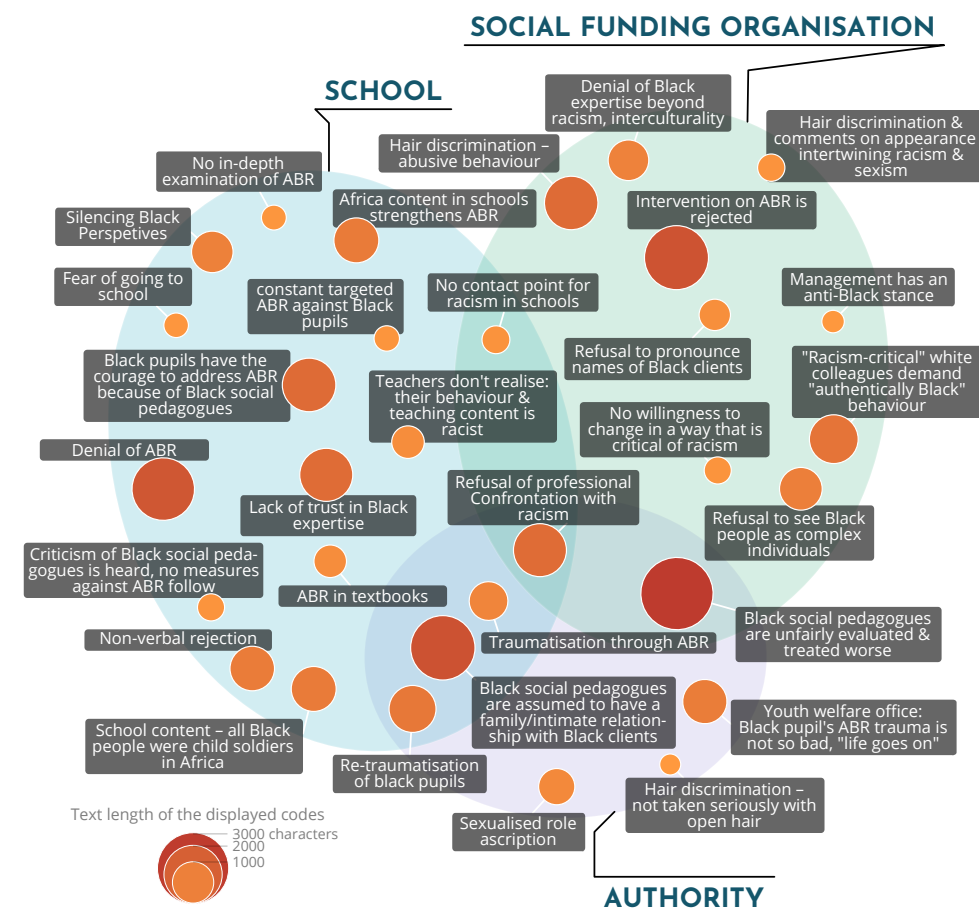 SOCIAL FUNDING ORGANISATION
SCHOOL
Denial of Black
expertise beyond
racism, interculturality
Hair discrimination &
comments on appearance
intertwining racism &
sexism
Hair discrimination –
abusive behaviour
No in-depth
examination of ABR
Africa content in schools
strengthens ABR
Intervention on ABR is
rejected
Silencing Black
Perspetives
Fear of going to
school
constant targeted
ABR against Black
pupils
No contact point for
racism in schools
Management has an
anti-Black stance
Refusal to pronounce
names of Black clients
"Racism-critical" white
colleagues demand
"authentically Black"
behaviour
Black pupils have the
courage to address ABR
because of Black social
pedagogues
Teachers don't realise:
their behaviour &
teaching content is
racist
No willingness to
change in a way that is
critical of racism
Denial of ABR
Lack of trust in Black
expertise
Refusal of professional
Confrontation with
racism
Refusal to see Black
people as complex
individuals
Criticism of Black social peda-
gogues is heard, no measures
against ABR follow
ABR in textbooks
Non-verbal rejection
Traumatisation through ABR
Black social pedagogues
are unfairly evaluated &
treated worse
Black social pedagogues
are assumed to have a
family/intimate relation-
ship with Black clients
Youth welfare office:
Black pupil's ABR trauma is
not so bad, "life goes on"
School content – all Black
people were child soldiers
in Africa
Re-traumatisation
of black pupils
Hair discrimination –
not taken seriously with
open hair
Sexualised role
ascription
Text length of the displayed codes
3000 characters
2000
1000
AUTHORITY